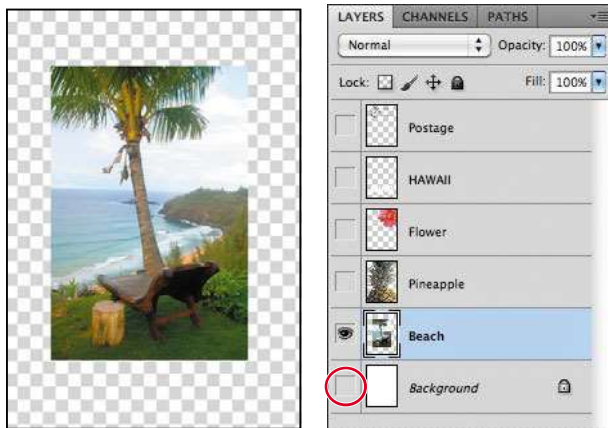 LAYERS CHANNELS PATHS
Normal Opacity: 100%
Lock: Fill: 100%
Postage
HAWAII
Flower
Pineapple
Beach
Background